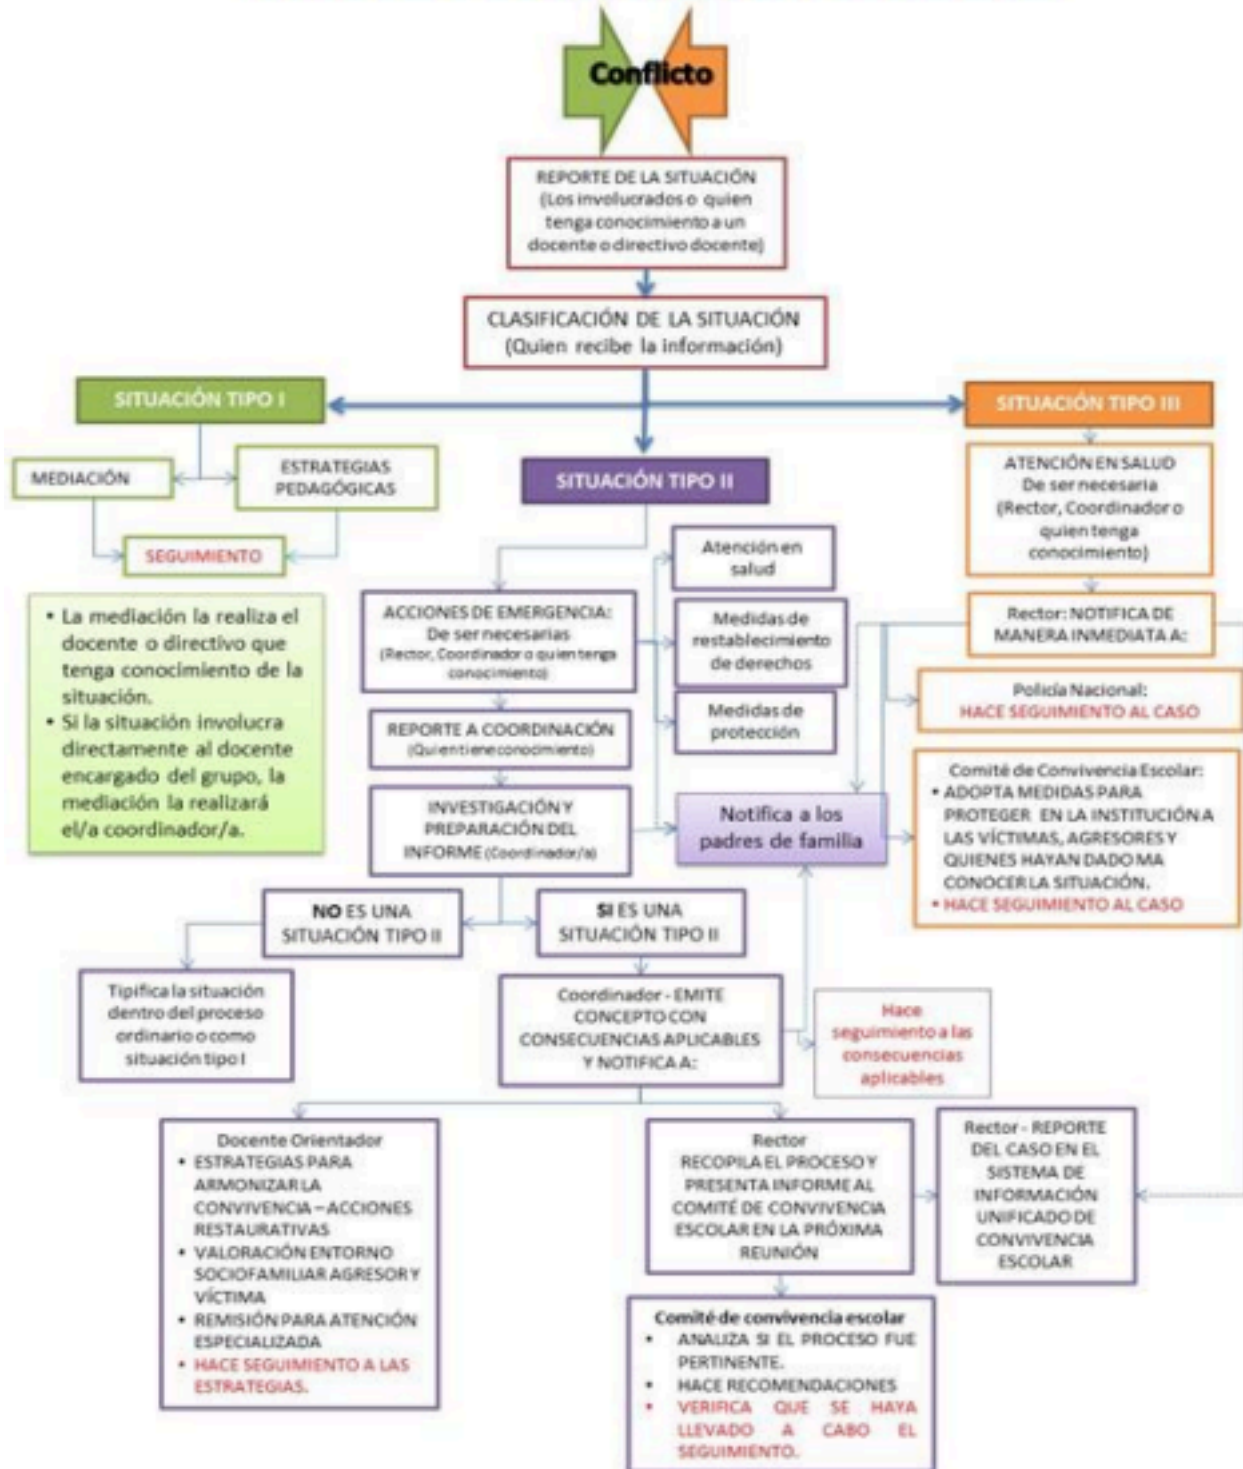 Conflicto
REPORTE DE LA SITUACIÓN
(Los involucrados o quien
tenga conocimiento a un
docente o directivo docente)
CLASIFICACIÓN DE LA SITUACIÓN
(Quien recibe la información)
SITUACIÓN TIPO I
SITUACIÓN TIPO III
SITUACIÓN TIPO II
MEDIACIÓN
ESTRATEGIAS
PEDAGÓGICAS
SEGUIMIENTO
• La mediación la realiza el
docente o directivo que
tenga conocimiento de la
situación.
• Si la situación involucra
directamente al docente
encargado del grupo, la
mediación la realizará
el/a coordinador/a.
ACCIONES DE EMERGENCIA:
De ser necesarias
(Rector, Coordinador o quien tenga
conocimiento)
Atención en
salud
Medidas de
restablecimiento
de derechos
Medidas de
protección
REPORTE A COORDINACIÓN
(Quien tiene conocimiento)
INVESTIGACIÓN Y
PREPARACIÓN DEL
INFORME (Coordinador/a)
Notifica a los
padres de familia
ATENCIÓN EN SALUD
De ser necesaria
(Rector, Coordinador o
quien tenga
conocimiento)
Rector: NOTIFICA DE
MANERA INMEDIATA A:
Policía Nacional:
HACE SEGUIMIENTO AL CASO
Comité de Convivencia Escolar:
• ADOPTA MEDIDAS PARA
PROTEGER EN LA INSTITUCIÓN A
LAS VÍCTIMAS, AGRESORES Y
QUIENES HAYAN DADO MA
CONOCER LA SITUACIÓN.
• HACE SEGUIMIENTO AL CASO
NO ES UNA
SITUACIÓN TIPO II
SI ES UNA
SITUACIÓN TIPO II
Tipifica la situación
dentro del proceso
ordinario o como
situación tipo I
Coordinador - EMITE
CONCEPTO CON
CONSECUENCIAS APLICABLES
Y NOTIFICA A:
Hace
seguimiento a las
consecuencias
aplicables
Docente Orientador
• ESTRATEGIAS PARA
ARMONIZAR LA
CONVIVENCIA – ACCIONES
RESTAURATIVAS
• VALORACIÓN ENTORNO
SOCIOFAMILIAR AGRESOR Y
VÍCTIMA
• REMISIÓN PARA ATENCIÓN
ESPECIALIZADA
• HACE SEGUIMIENTO A LAS
ESTRATEGIAS.
Rector
RECOPILA EL PROCESO Y
PRESENTA INFORME AL
COMITÉ DE CONVIVENCIA
ESCOLAR EN LA PRÓXIMA
REUNIÓN
Rector - REPORTE
DEL CASO EN EL
SISTEMA DE
INFORMACIÓN
UNIFICADO DE
CONVIVENCIA
ESCOLAR
Comité de convivencia escolar
• ANALIZA SI EL PROCESO FUE
PERTINENTE.
• HACE RECOMENDACIONES
• VERIFICA QUE SE HAYA
LLEVADO A CABO EL
SEGUIMIENTO.